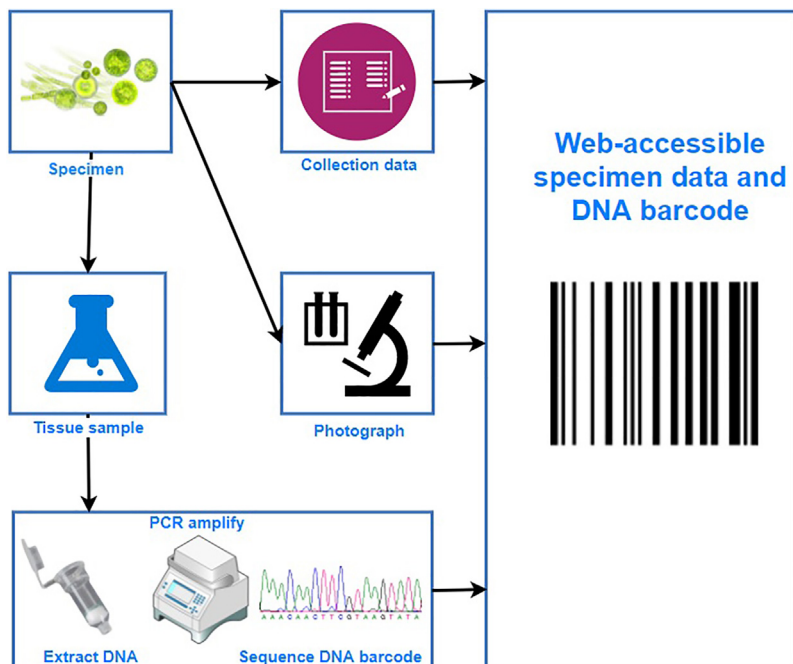 Specimen
Collection data
Web-accessible
specimen data and
DNA barcode
Tissue sample
Photograph
PCR amplify
AAACAACTTCGTAAGTATA
Extract DNA
Sequence DNA barcode